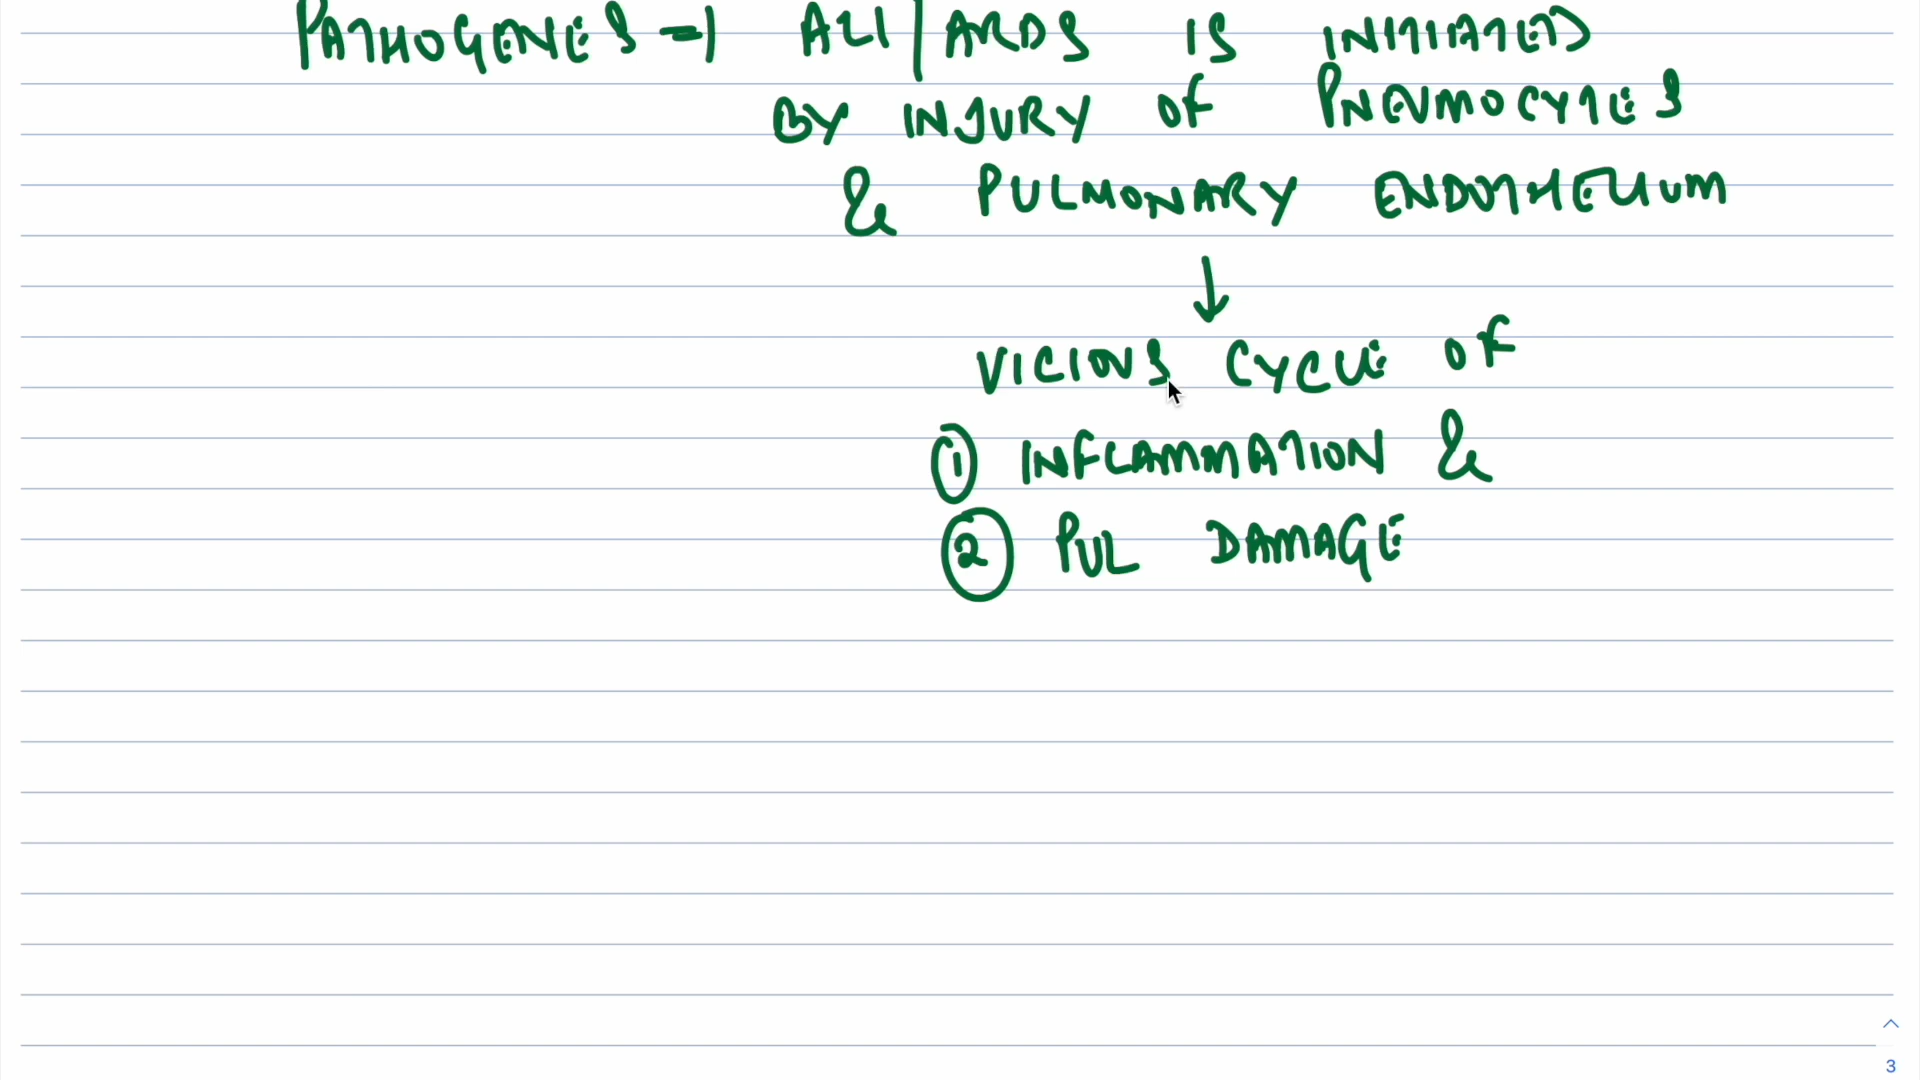 PATHOGENES =) ALI/ARDS IS INITIATED
BY INJURY OF PNEUMOCYTES
& PULMONARY ENDOTHELIUM
↓
VICIOUS CYCLE OF
① INFLAMMATION &
② PUL DAMAGE
3